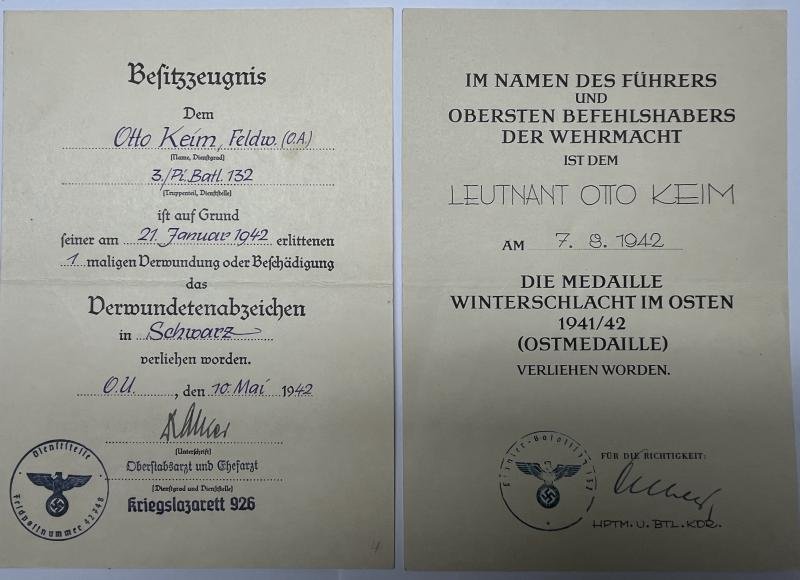 Besitzzeugnis
Dem
Otto Keim, Feldw. (O.A.)
(Name, Dienstgrad)
3./Pi. Batl. 132
(Truppenteil, Dienststelle)
ist auf Grund
seiner am 21. Januar 1942 erlittenen
1 maligen Verwundung oder Beschädigung
das
Verwundetenabzeichen
in Schwarz
verliehen worden.
O.U. , den 10. Mai 1942
(Unterschrift)
Oberstabsarzt und Chefarzt
(Dienstgrad und Dienststelle)
Kriegslazarett 926
Dienststelle
Feldpostnummer
4
IM NAMEN DES FÜHRERS
UND
OBERSTEN BEFEHLSHABERS
DER WEHRMACHT
IST DEM
LEUTNANT OTTO KEIM
AM 7. 8. 1942
DIE MEDAILLE
WINTERSCHLACHT IM OSTEN
1941/42
(OSTMEDAILLE)
VERLIEHEN WORDEN.
FÜR DIE RICHTIGKEIT:
HPTM. U. BTL. KDR.
Pionier-Bataillon 132